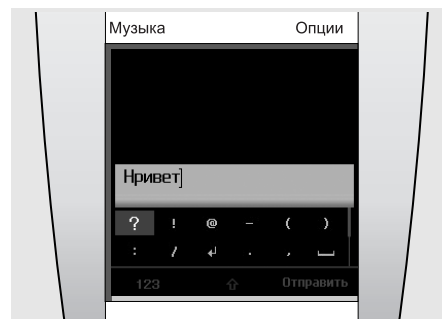 Музыка Опции
Нривет
? ! @ - ( )
: / ↵ . ,
123 Отправить